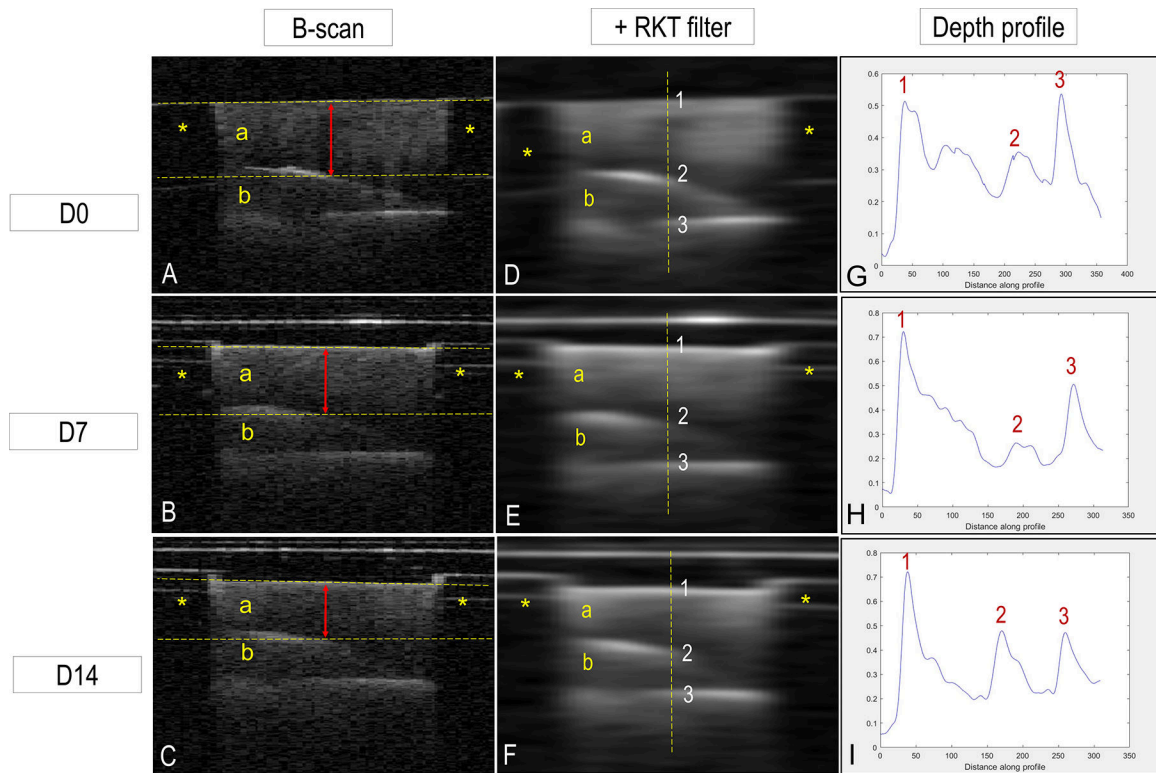 B-scan
+ RKT filter
Depth profile
D0
* a *
b
A
1
* a *
2
b
3
D
0.6
0.5
0.4
0.3
0.2
0.1
0
0 50 100 150 200 250 300 350 400
Distance along profile
1
2
3
G
D7
* a *
b
B
1
* a *
2
b
3
E
0.8
0.7
0.6
0.5
0.4
0.3
0.2
0.1
0
0 50 100 150 200 250 300 350
Distance along profile
1
2
3
H
D14
* a *
b
C
1
* a *
2
b
3
F
0.8
0.7
0.6
0.5
0.4
0.3
0.2
0.1
0
0 50 100 150 200 250 300 350
Distance along profile
1
2
3
I